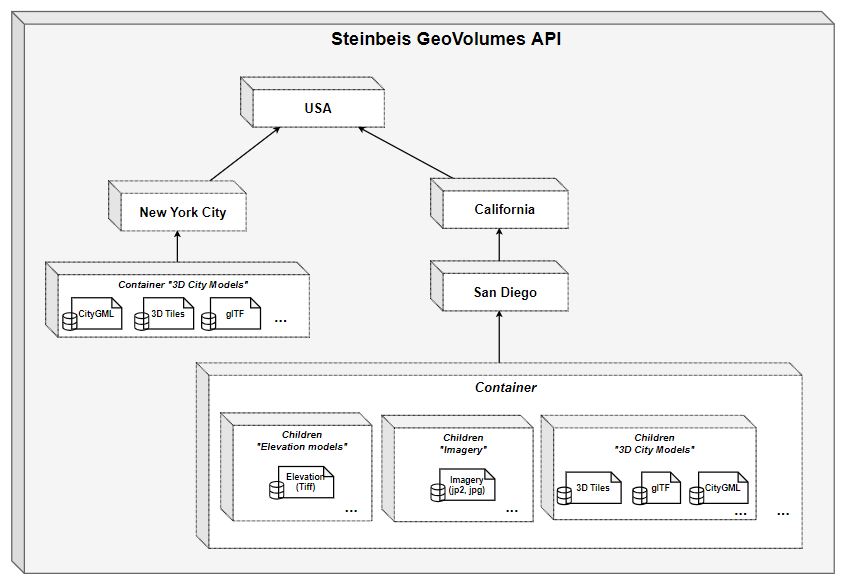 Steinbeis GeoVolumes API
USA
New York City
California
Container "3D City Models"
CityGML
3D Tiles
glTF
...
San Diego
Container
Children
"Elevation models"
Elevation
(Tiff)
...
Children
"Imagery"
Imagery
(jp2, jpg)
...
Children
"3D City Models"
3D Tiles
glTF
CityGML
...
...